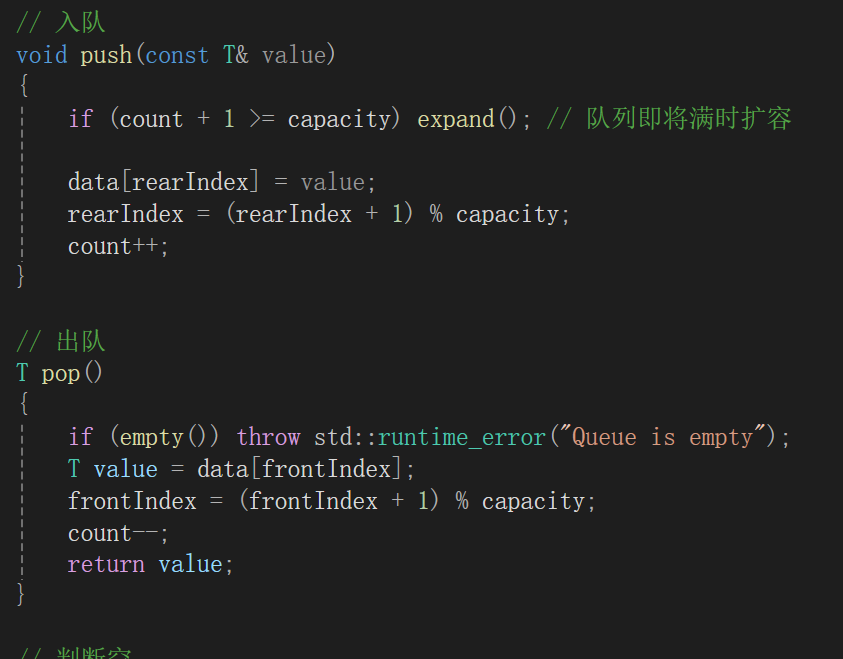 // 入队
void push(const T& value)
{
if (count + 1 >= capacity) expand(); // 队列即将满时扩容
data[rearIndex] = value;
rearIndex = (rearIndex + 1) % capacity;
count++;
}
// 出队
T pop()
{
if (empty()) throw std::runtime_error("Queue is empty");
T value = data[frontIndex];
frontIndex = (frontIndex + 1) % capacity;
count--;
return value;
}
// 判断空